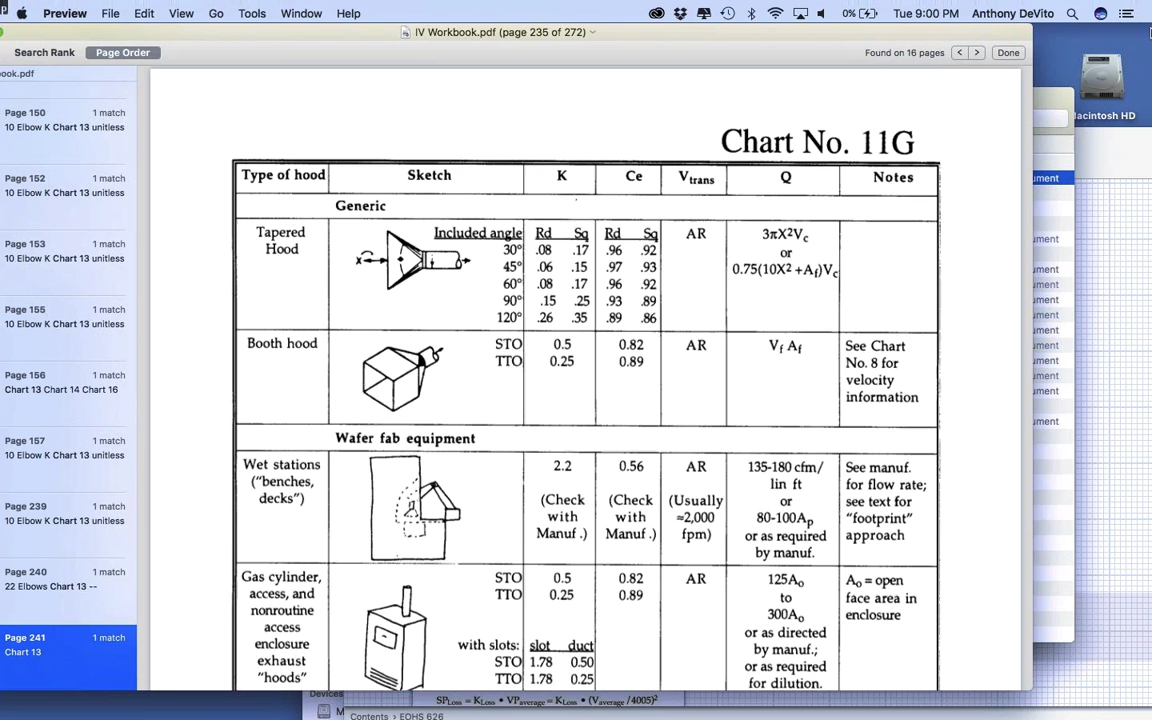 Preview File Edit View Go Tools Window Help 0% Tue 9:00 PM Anthony DeVito
IV Workbook.pdf (page 235 of 272)
Search Rank Page Order Found on 16 pages < > Done
ook.pdf
Page 150 1 match
10 Elbow K Chart 13 unitless
Page 152 1 match
10 Elbow K Chart 13 unitless
Page 153 1 match
10 Elbow K Chart 13 unitless
Page 155 1 match
10 Elbow K Chart 13 unitless
Page 156 1 match
Chart 13 Chart 14 Chart 16
Page 157 1 match
10 Elbow K Chart 13 unitless
Page 239 1 match
10 Elbow K Chart 13 unitless
Page 240 1 match
22 Elbows Chart 13 --
Page 241 1 match
Chart 13
Chart No. 11G
Type of hood Sketch K Ce Vtrans Q Notes
Generic
Tapered Hood
x
Included angle Rd Sq Rd Sq
30° .08 .17 .96 .92
45° .06 .15 .97 .93
60° .08 .17 .96 .92
90° .15 .25 .93 .89
120° .26 .35 .89 .86
AR
3πX²Vc
or
0.75(10X² +Af)Vc
Booth hood
STO 0.5 0.82 AR Vf Af
TTO 0.25 0.89
See Chart
No. 8 for
velocity
information
Wafer fab equipment
Wet stations
("benches,
decks")
2.2
(Check
with
Manuf.)
0.56
(Check
with
Manuf.)
AR
(Usually
≈2,000
fpm)
135-180 cfm/
lin ft
or
80-100Ap
or as required
by manuf.
See manuf.
for flow rate;
see text for
"footprint"
approach
Gas cylinder,
access, and
nonroutine
access
enclosure
exhaust
"hoods"
STO 0.5 0.82 AR
TTO 0.25 0.89
with slots: slot duct
STO 1.78 0.50
TTO 1.78 0.25
125Ao
to
300Ao
or as directed
by manuf.;
or as required
for dilution.
Ao = open
face area in
enclosure
Macintosh HD
ument
ument
ument
ument
ument
ument
ument
ument
ument
ument
ument
Devices
M
SPLoss = KLoss • VPaverage = KLoss • (Vaverage /4005)²
Contents › EOHS 626